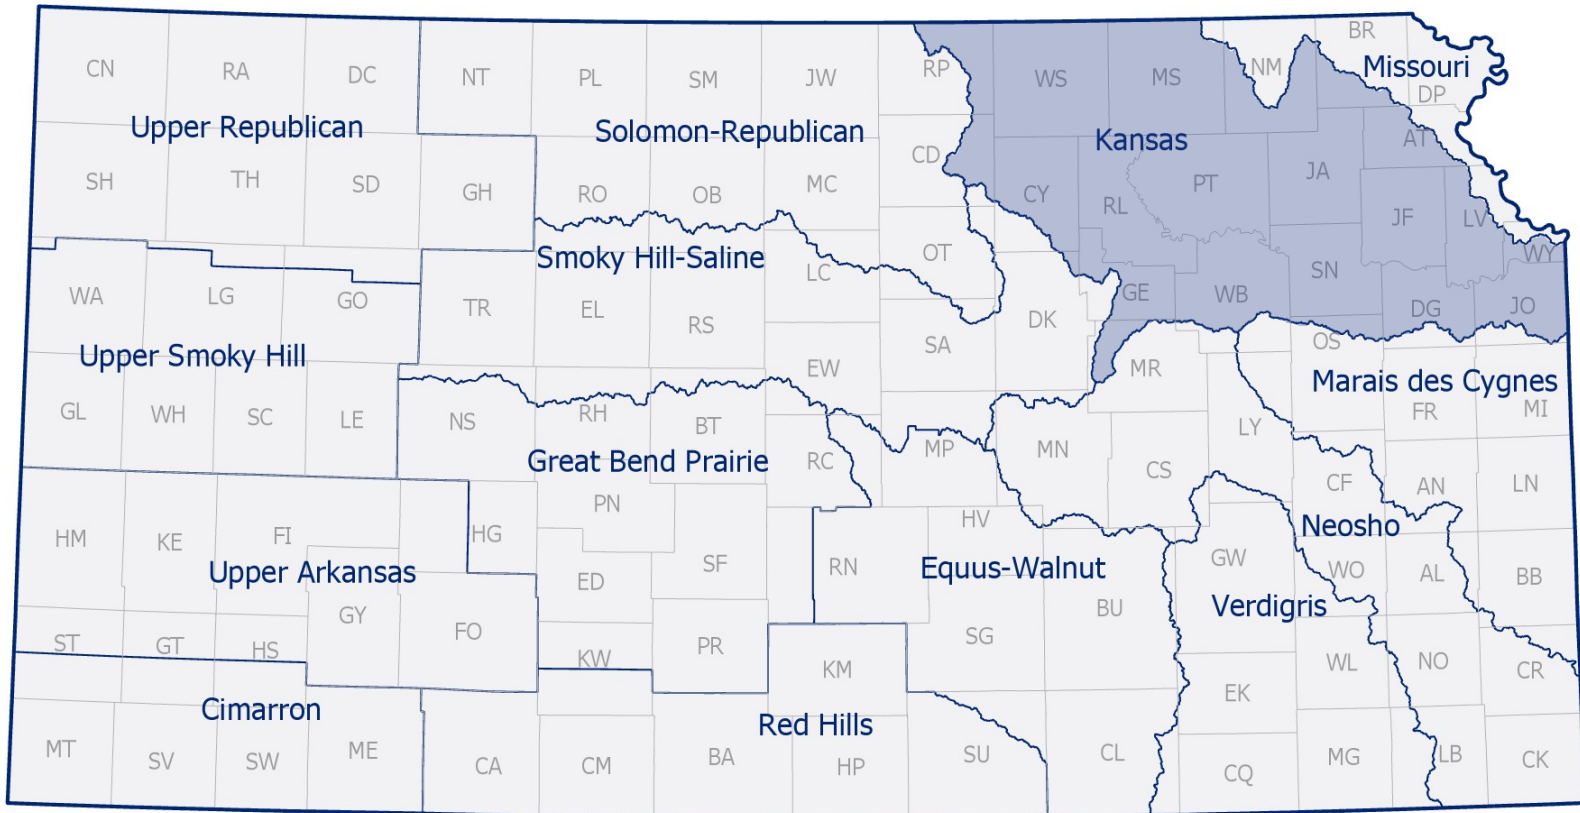 BR
CN RA DC NT PL SM JW RP WS MS NM Missouri
DP
Upper Republican Solomon-Republican Kansas AT
SH TH SD GH RO OB MC CD CY RL PT JA JF LV
Smoky Hill-Saline LC OT WY
WA LG GO TR EL RS SA DK GE WB SN DG JO
Upper Smoky Hill EW MR OS Marais des Cygnes
GL WH SC LE NS RH BT LY FR MI
Great Bend Prairie RC MP MN CS CF AN LN
HM KE FI HG PN HV Neosho
Upper Arkansas ED SF RN Equus-Walnut GW WO AL BB
GY BU Verdigris
ST GT HS FO KW PR SG WL NO CR
KM EK
Cimarron Red Hills
MT SV SW ME CA CM BA HP SU CL CQ MG LB CK